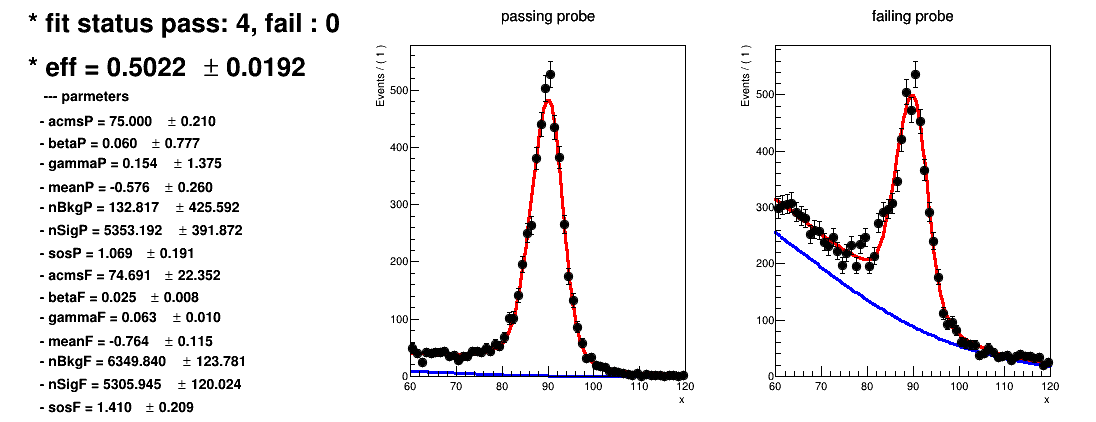 * fit status pass: 4, fail : 0
* eff = 0.5022 ± 0.0192
--- parmeters
- acmsP = 75.000 ± 0.210
- betaP = 0.060 ± 0.777
- gammaP = 0.154 ± 1.375
- meanP = -0.576 ± 0.260
- nBkgP = 132.817 ± 425.592
- nSigP = 5353.192 ± 391.872
- sosP = 1.069 ± 0.191
- acmsF = 74.691 ± 22.352
- betaF = 0.025 ± 0.008
- gammaF = 0.063 ± 0.010
- meanF = -0.764 ± 0.115
- nBkgF = 6349.840 ± 123.781
- nSigF = 5305.945 ± 120.024
- sosF = 1.410 ± 0.209
passing probe
Events / ( 1 )
500
400
300
200
100
0
60 70 80 90 100 110 120
x
failing probe
Events / ( 1 )
500
400
300
200
100
0
60 70 80 90 100 110 120
x